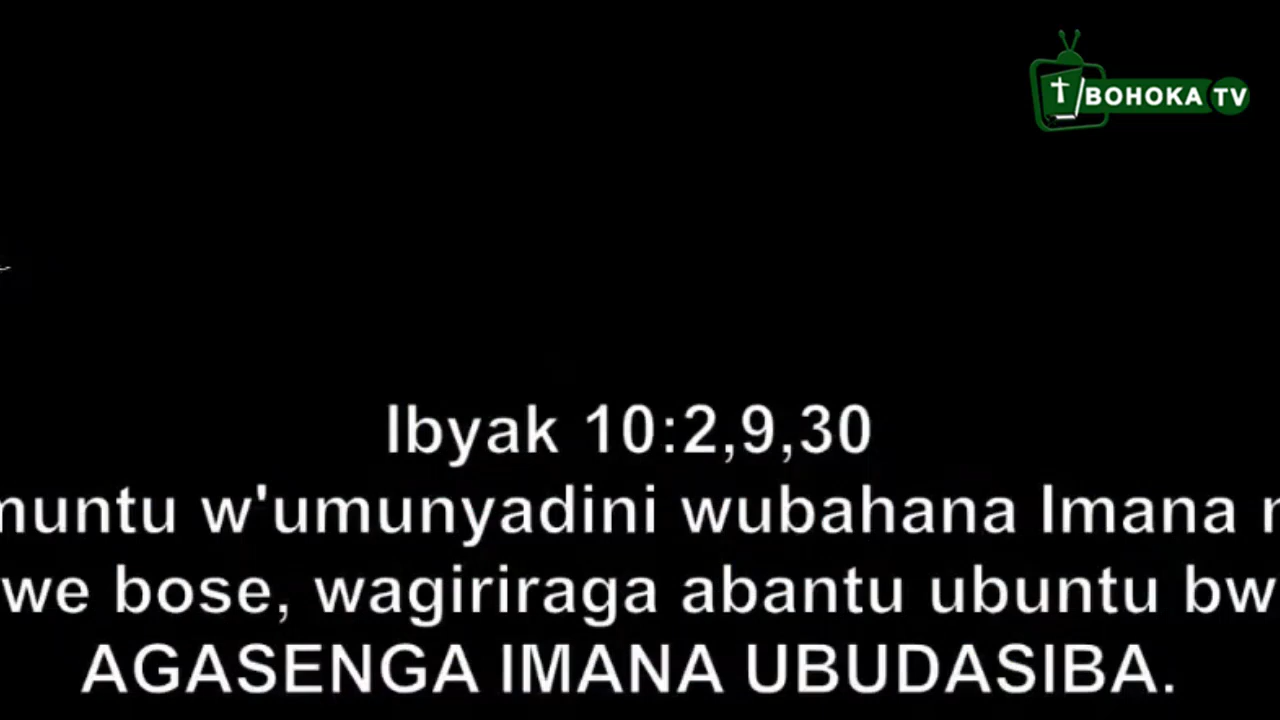 BOHOKA TV
Ibyak 10:2,9,30
muntu w'umunyadini wubahana Imana
we bose, wagiriraga abantu ubuntu bw
AGASENGA IMANA UBUDASIBA.